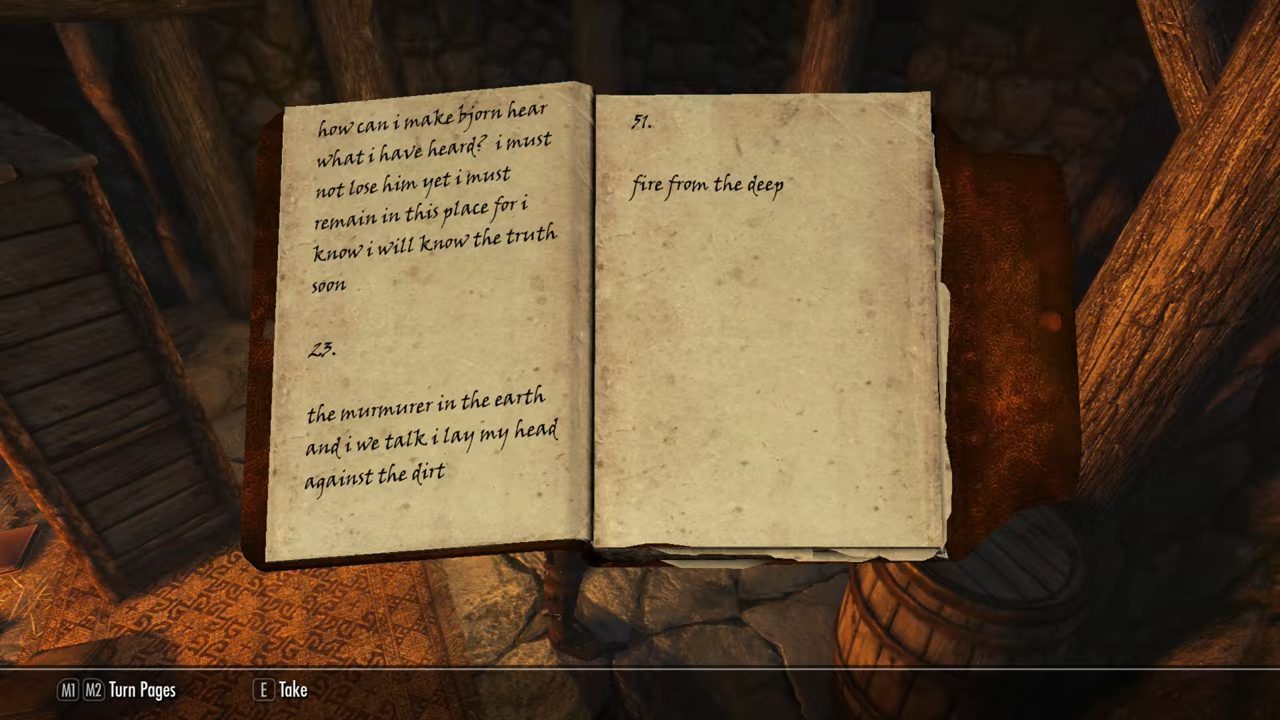 how can i make bjorn hear
what i have heard? i must
not lose him yet i must
remain in this place for i
know i will know the truth
soon
23.
the murmurer in the earth
and i we talk i lay my head
against the dirt
51.
fire from the deep
M1 M2 Turn Pages
E Take